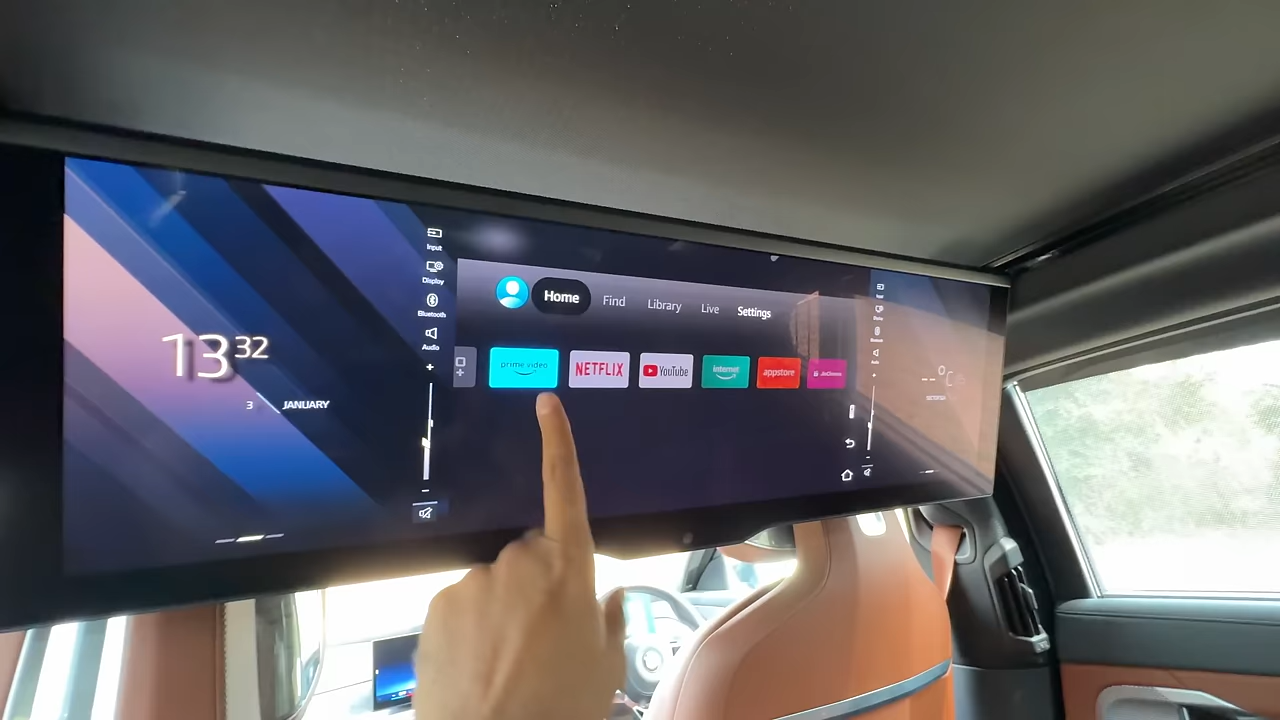 13 32
3 JANUARY
Input
Display
Bluetooth
Audio
+
-
Home
Find
Library
Live
Settings
prime video
NETFLIX
YouTube
internet
appstore
JioCinema
Audio
--°C